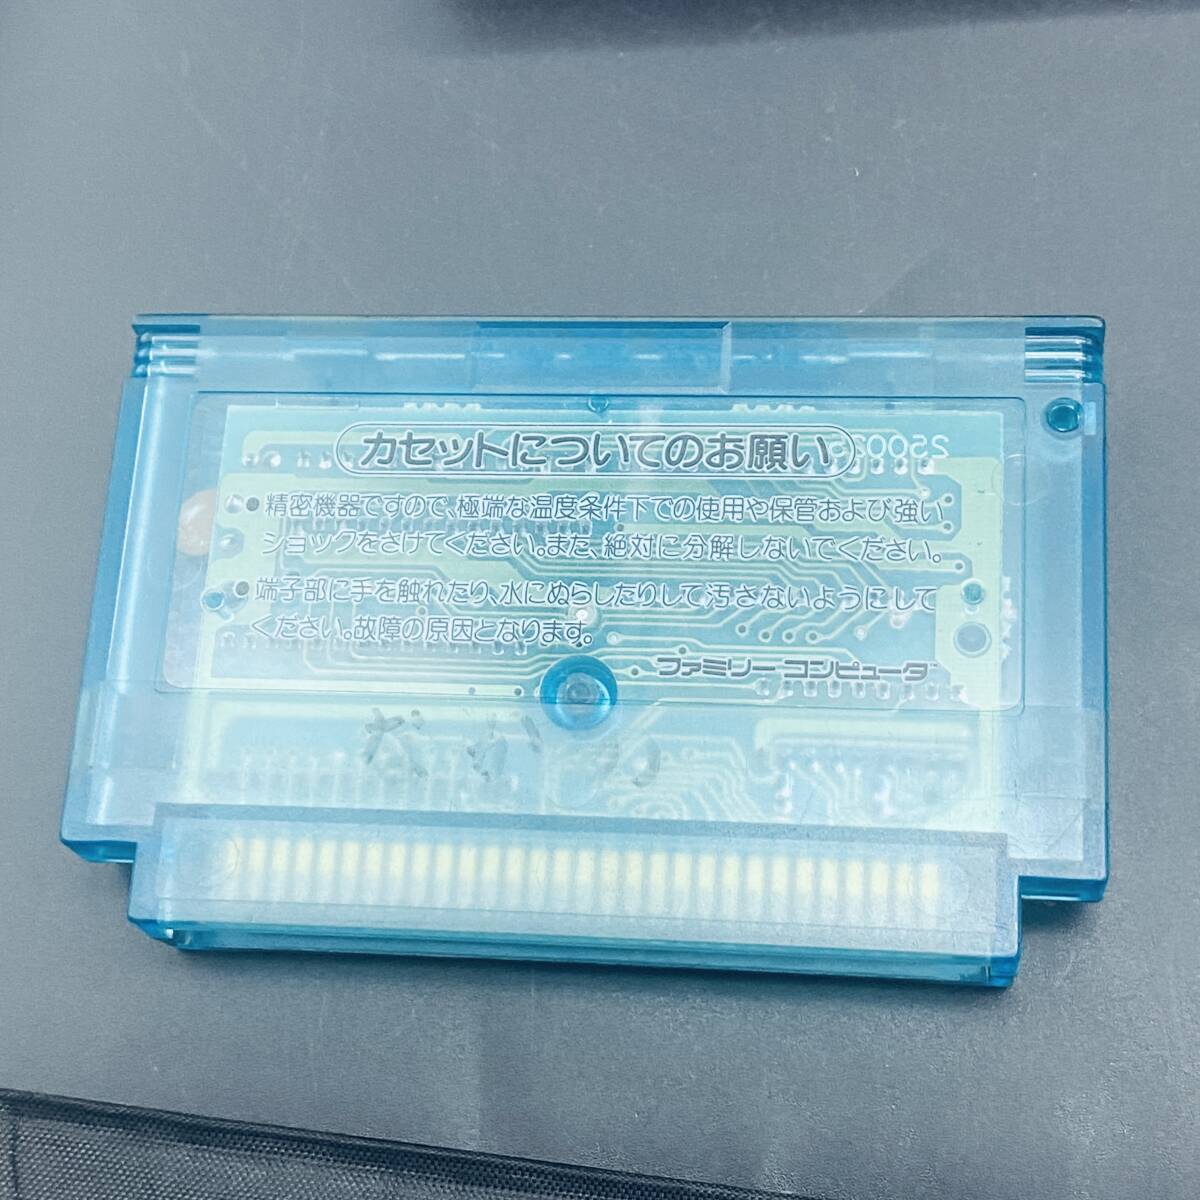 カセットについてのお願い
●精密機器ですので、極端な温度条件下での使用や保管および強い
ショックをさけてください。また、絶対に分解しないでください。
●端子部に手を触れたり、水にぬらしたりして汚さないようにして
ください。故障の原因となります。
ファミリー コンピュータ™